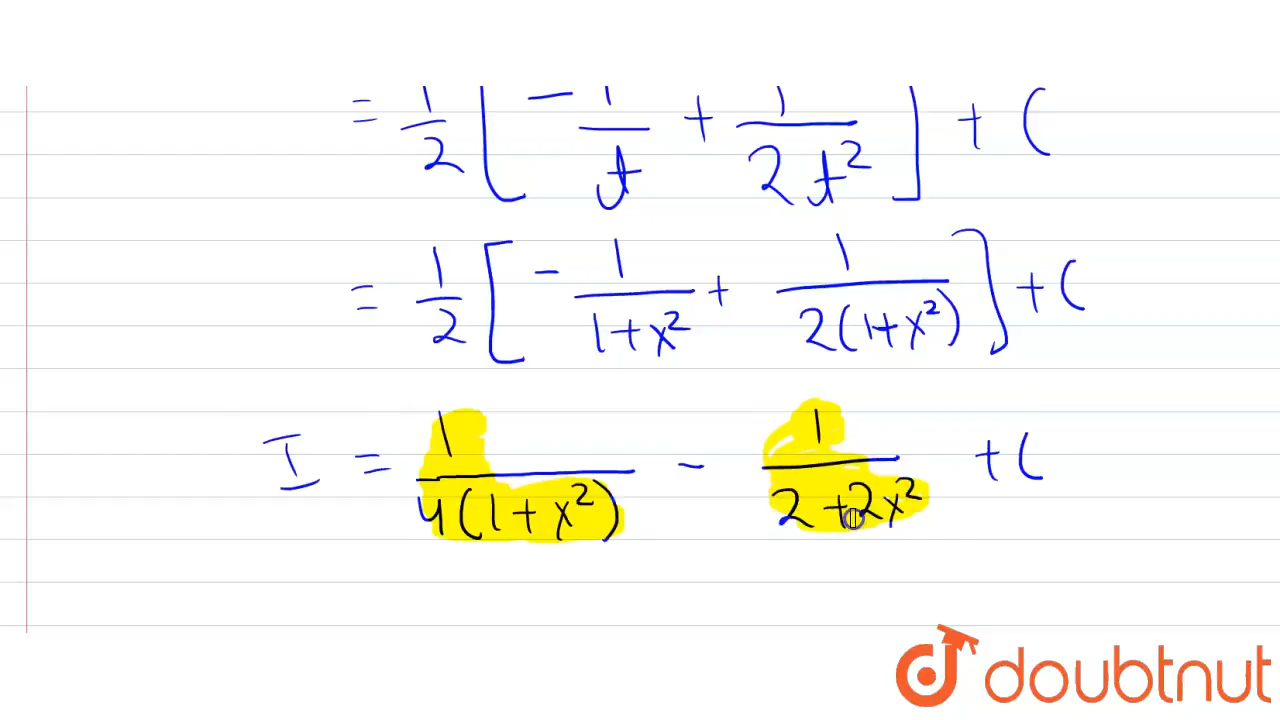 = 1/2 [ - 1/t + 1/(2t²) ] + C
= 1/2 [ - 1/(1+x²) + 1/(2(1+x²)) ] + C
I = 1/(4(1+x²)) - 1/(2+2x²) + C
doubtnut